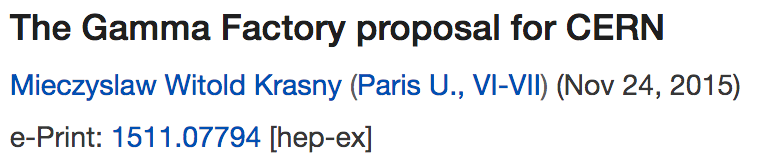 The Gamma Factory proposal for CERN
Mieczyslaw Witold Krasny (Paris U., VI-VII) (Nov 24, 2015)
e-Print: 1511.07794 [hep-ex]